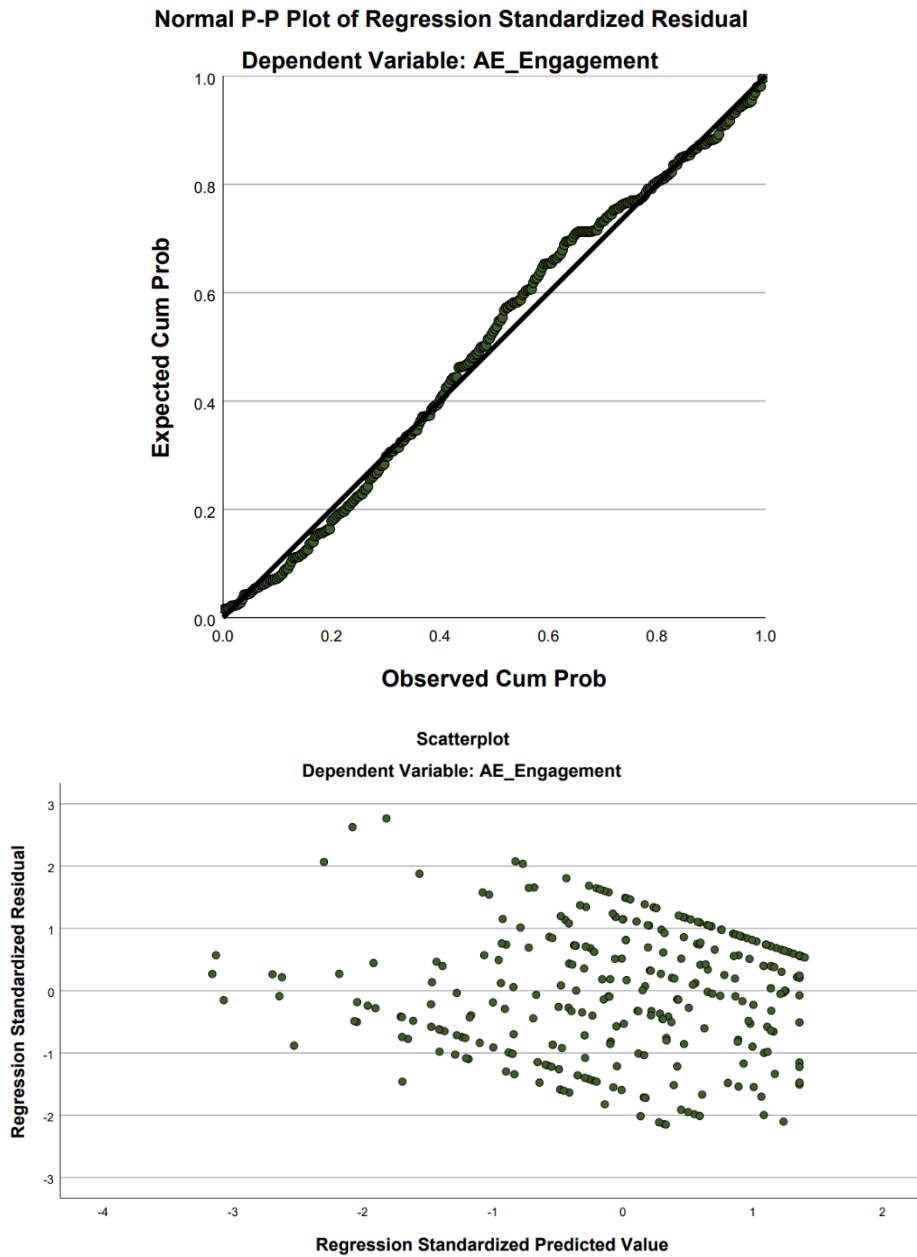 Normal P-P Plot of Regression Standardized Residual
Dependent Variable: AE_Engagement
1.0
0.8
0.6
0.4
0.2
0.0
Expected Cum Prob
0.0 0.2 0.4 0.6 0.8 1.0
Observed Cum Prob
Scatterplot
Dependent Variable: AE_Engagement
3
2
1
0
-1
-2
-3
Regression Standardized Residual
-4 -3 -2 -1 0 1 2
Regression Standardized Predicted Value